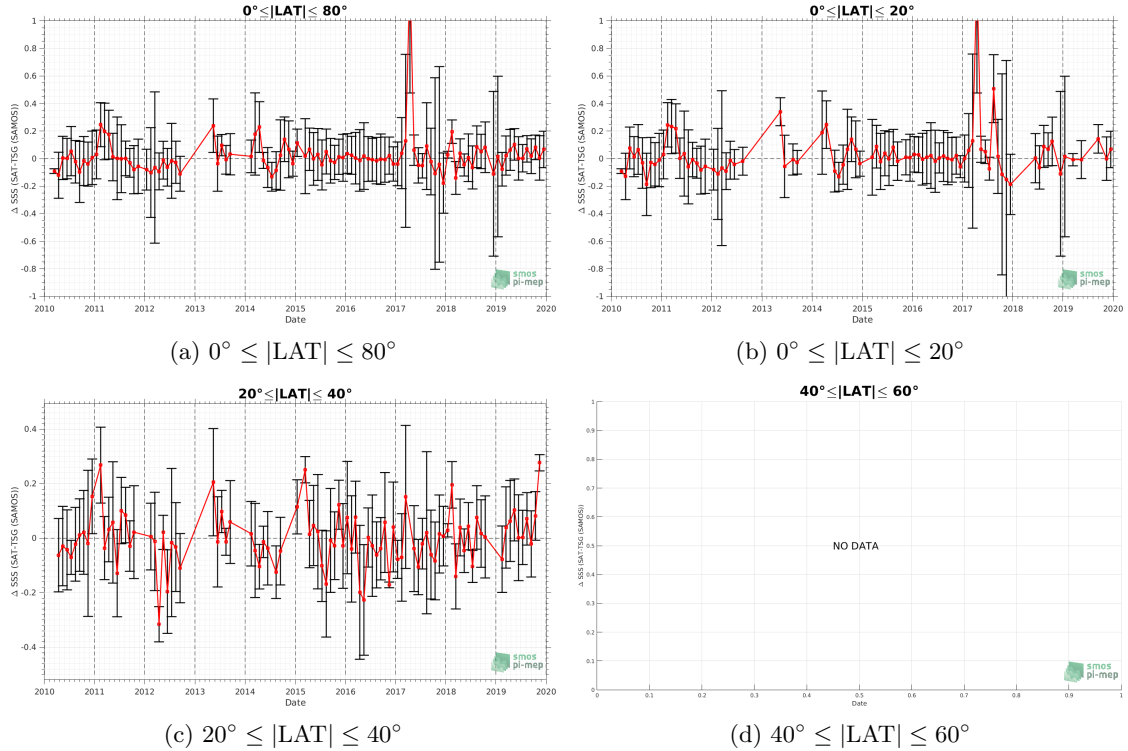 0°≤|LAT|≤ 80°
Δ SSS (SAT-TSG (SAMOS))
1
0.8
0.6
0.4
0.2
0
-0.2
-0.4
-0.6
-0.8
-1
2010 2011 2012 2013 2014 2015 2016 2017 2018 2019 2020
Date
smos
pi-mep
(a) 0° ≤ |LAT| ≤ 80°
0°≤|LAT|≤ 20°
Δ SSS (SAT-TSG (SAMOS))
1
0.8
0.6
0.4
0.2
0
-0.2
-0.4
-0.6
-0.8
-1
2010 2011 2012 2013 2014 2015 2016 2017 2018 2019 2020
Date
smos
pi-mep
(b) 0° ≤ |LAT| ≤ 20°
20°≤|LAT|≤ 40°
Δ SSS (SAT-TSG (SAMOS))
0.4
0.2
0
-0.2
-0.4
2010 2011 2012 2013 2014 2015 2016 2017 2018 2019 2020
Date
smos
pi-mep
(c) 20° ≤ |LAT| ≤ 40°
40°≤|LAT|≤ 60°
Δ SSS (SAT-TSG (SAMOS))
1
0.9
0.8
0.7
0.6
0.5
0.4
0.3
0.2
0.1
0
NO DATA
0 0.1 0.2 0.3 0.4 0.5 0.6 0.7 0.8 0.9 1
Date
smos
pi-mep
(d) 40° ≤ |LAT| ≤ 60°